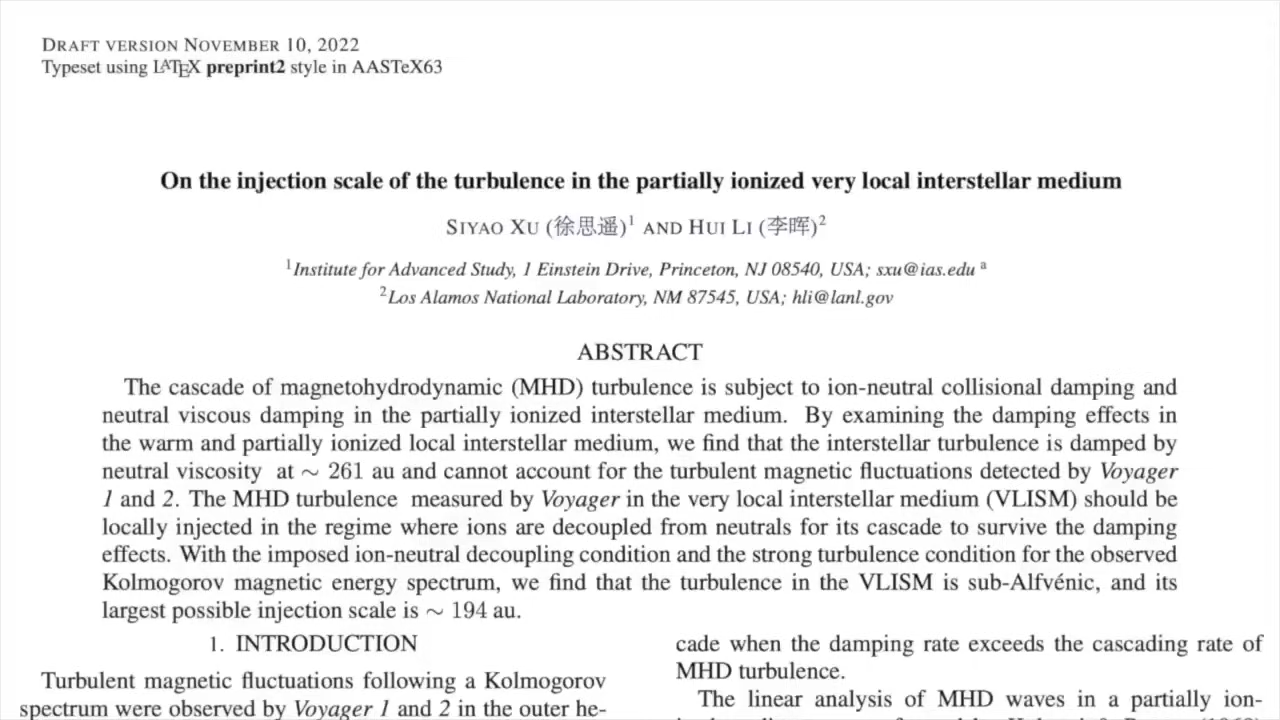 DRAFT VERSION NOVEMBER 10, 2022
Typeset using LATEX preprint2 style in AASTeX63
On the injection scale of the turbulence in the partially ionized very local interstellar medium
SIYAO XU (徐思遥)1 AND HUI LI (李晖)2
1Institute for Advanced Study, 1 Einstein Drive, Princeton, NJ 08540, USA; sxu@ias.edu a
2Los Alamos National Laboratory, NM 87545, USA; hli@lanl.gov
ABSTRACT
The cascade of magnetohydrodynamic (MHD) turbulence is subject to ion-neutral collisional damping and
neutral viscous damping in the partially ionized interstellar medium. By examining the damping effects in
the warm and partially ionized local interstellar medium, we find that the interstellar turbulence is damped by
neutral viscosity at ~ 261 au and cannot account for the turbulent magnetic fluctuations detected by Voyager
1 and 2. The MHD turbulence measured by Voyager in the very local interstellar medium (VLISM) should be
locally injected in the regime where ions are decoupled from neutrals for its cascade to survive the damping
effects. With the imposed ion-neutral decoupling condition and the strong turbulence condition for the observed
Kolmogorov magnetic energy spectrum, we find that the turbulence in the VLISM is sub-Alfvénic, and its
largest possible injection scale is ~ 194 au.
1. INTRODUCTION
Turbulent magnetic fluctuations following a Kolmogorov
spectrum were observed by Voyager 1 and 2 in the outer he-
cade when the damping rate exceeds the cascading rate of
MHD turbulence.
The linear analysis of MHD waves in a partially ion-